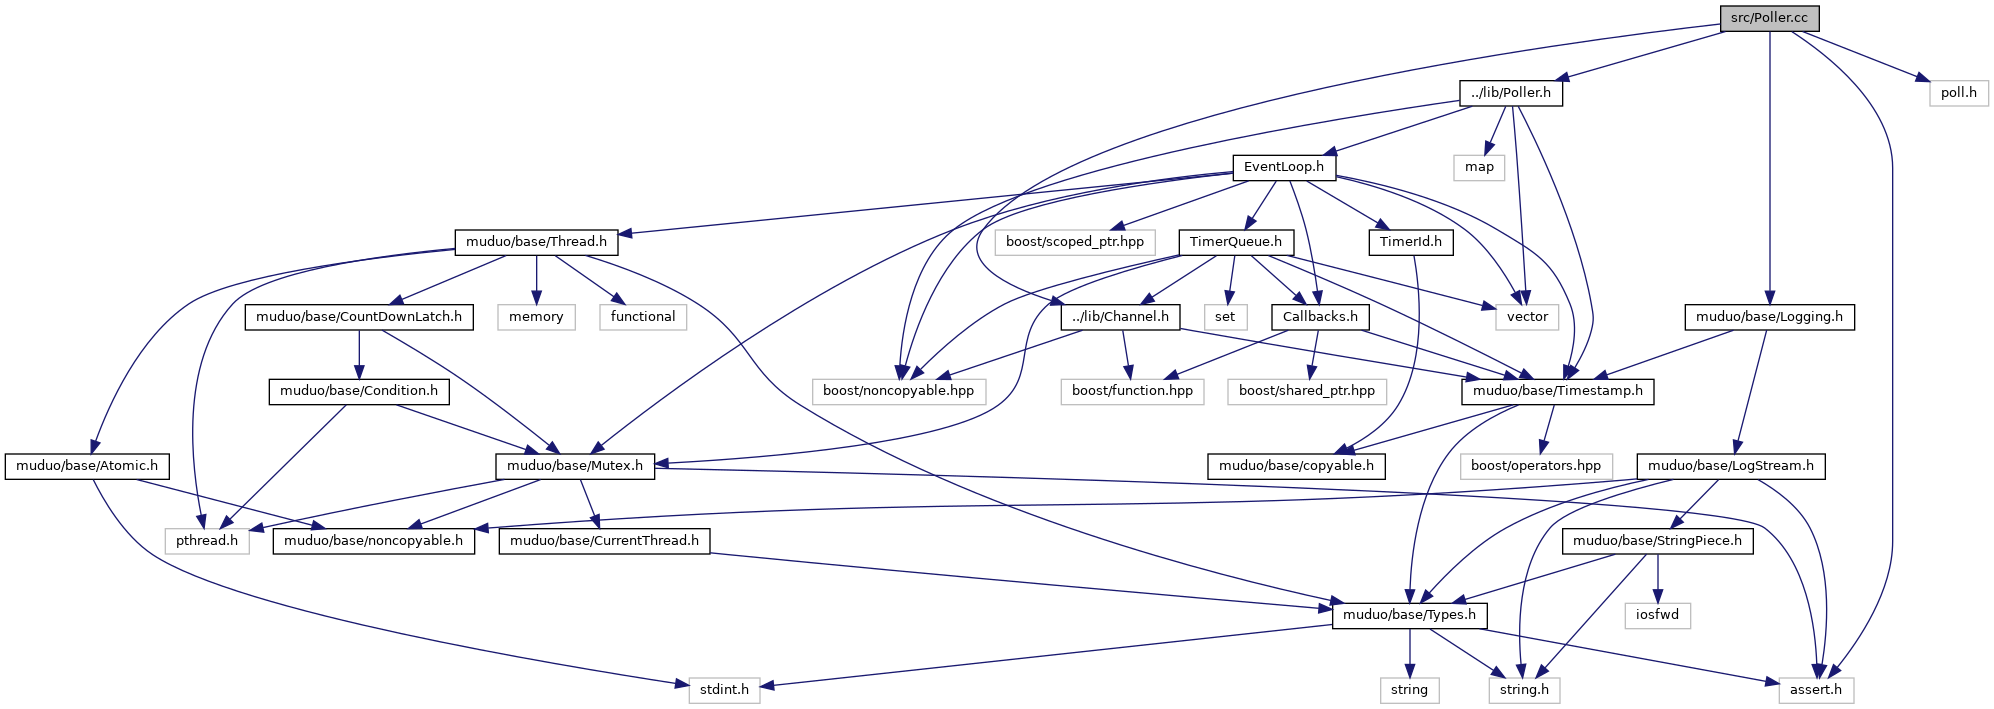 src/Poller.cc
../lib/Poller.h
poll.h
EventLoop.h
map
muduo/base/Thread.h
boost/scoped_ptr.hpp
TimerQueue.h
TimerId.h
muduo/base/CountDownLatch.h
memory
functional
../lib/Channel.h
set
Callbacks.h
vector
muduo/base/Logging.h
muduo/base/Condition.h
boost/noncopyable.hpp
boost/function.hpp
boost/shared_ptr.hpp
muduo/base/Timestamp.h
muduo/base/Atomic.h
muduo/base/Mutex.h
muduo/base/copyable.h
boost/operators.hpp
muduo/base/LogStream.h
pthread.h
muduo/base/noncopyable.h
muduo/base/CurrentThread.h
muduo/base/StringPiece.h
muduo/base/Types.h
iosfwd
stdint.h
string
string.h
assert.h